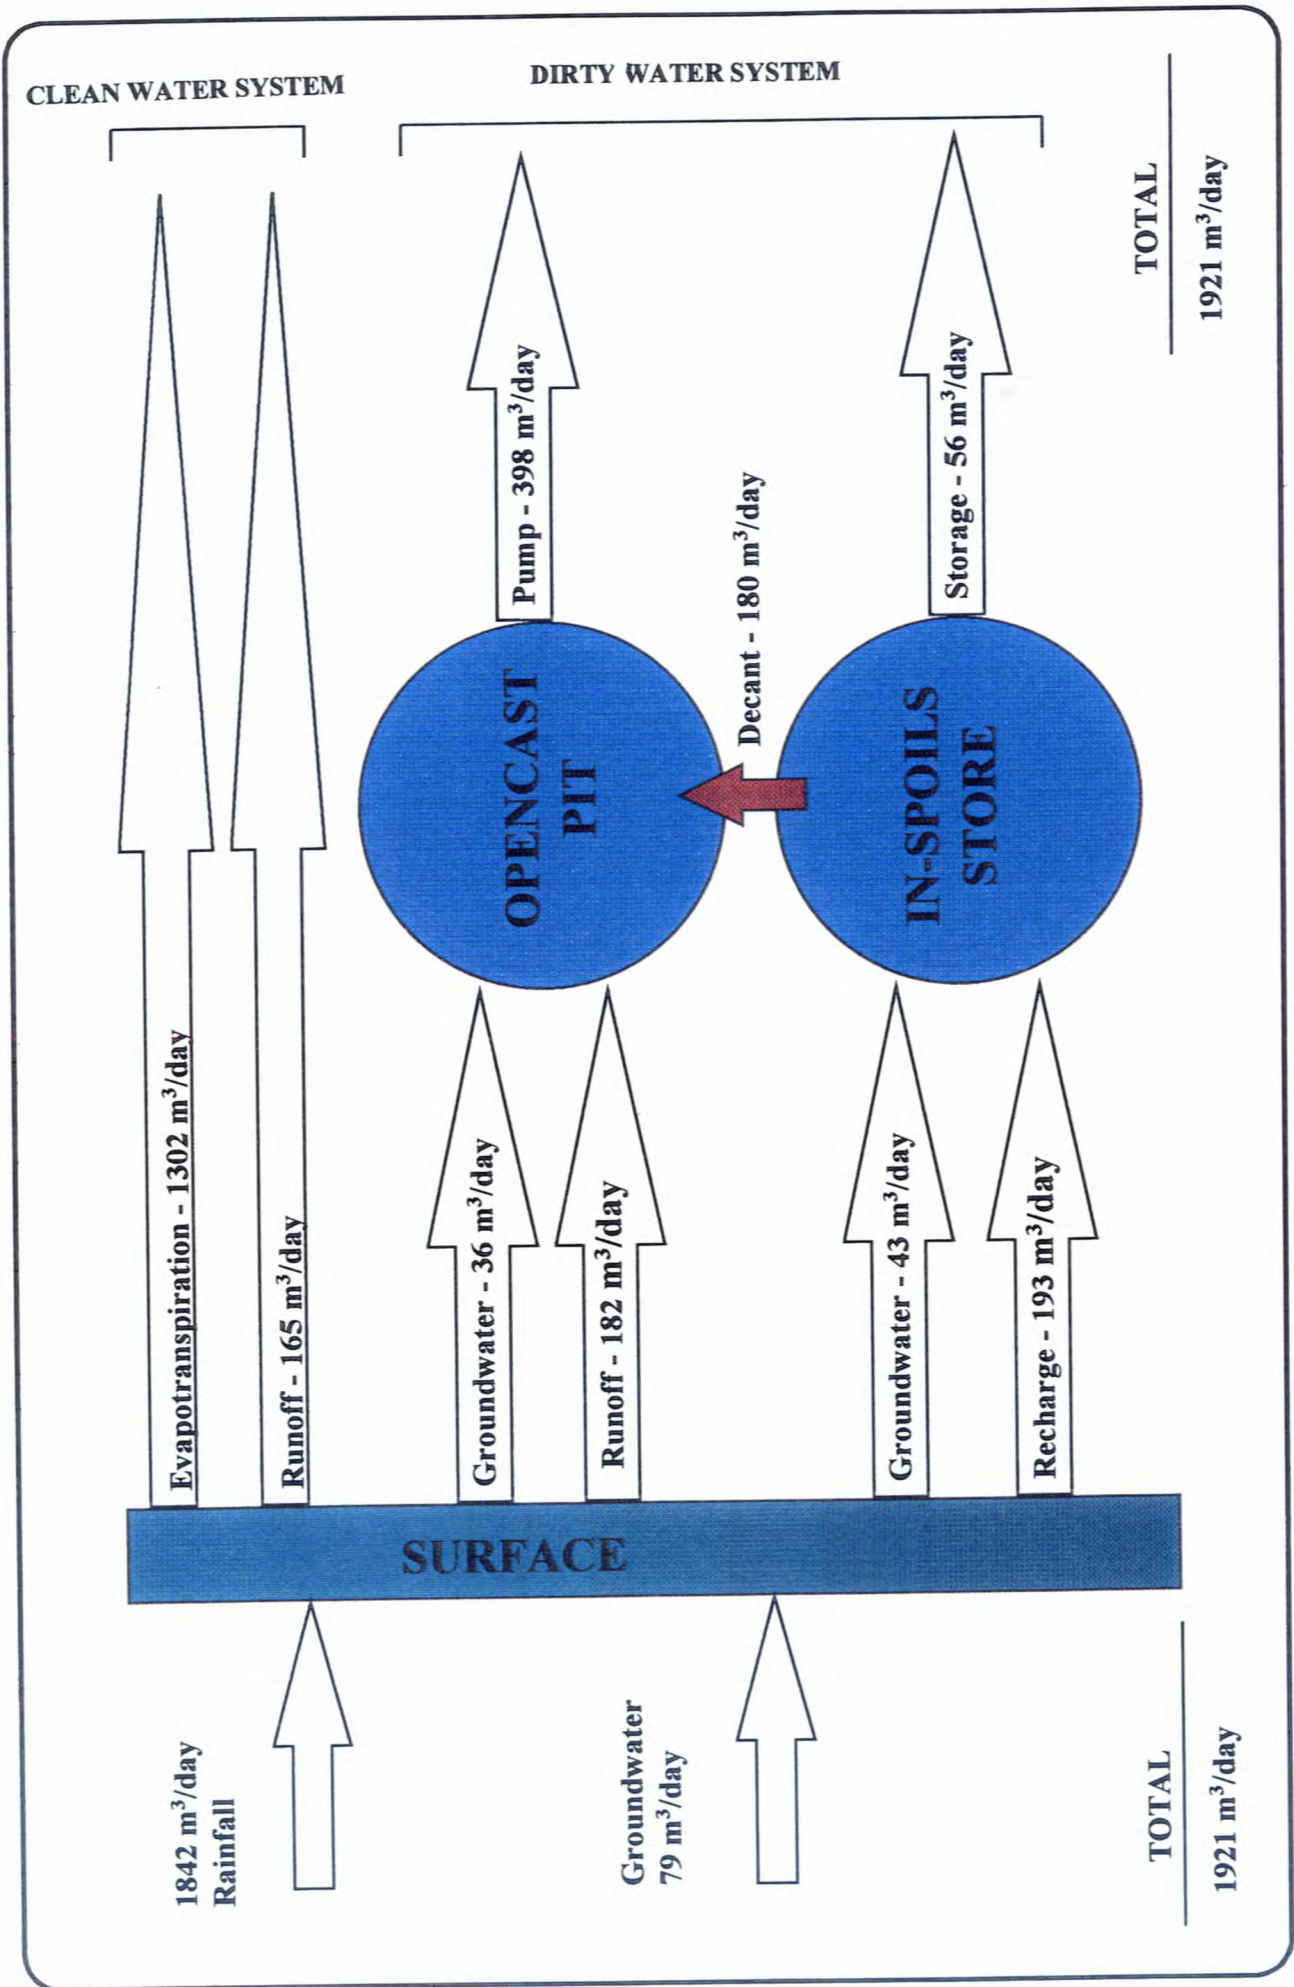 CLEAN WATER SYSTEM
DIRTY WATER SYSTEM
Evapotranspiration - 1302 m³/day
Runoff - 165 m³/day
Pump - 398 m³/day
OPENCAST
PIT
Groundwater - 36 m³/day
Runoff - 182 m³/day
Decant - 180 m³/day
Storage - 56 m³/day
IN-SPOILS
STORE
Groundwater - 43 m³/day
Recharge - 193 m³/day
TOTAL
1921 m³/day
SURFACE
1842 m³/day
Rainfall
Groundwater
79 m³/day
TOTAL
1921 m³/day